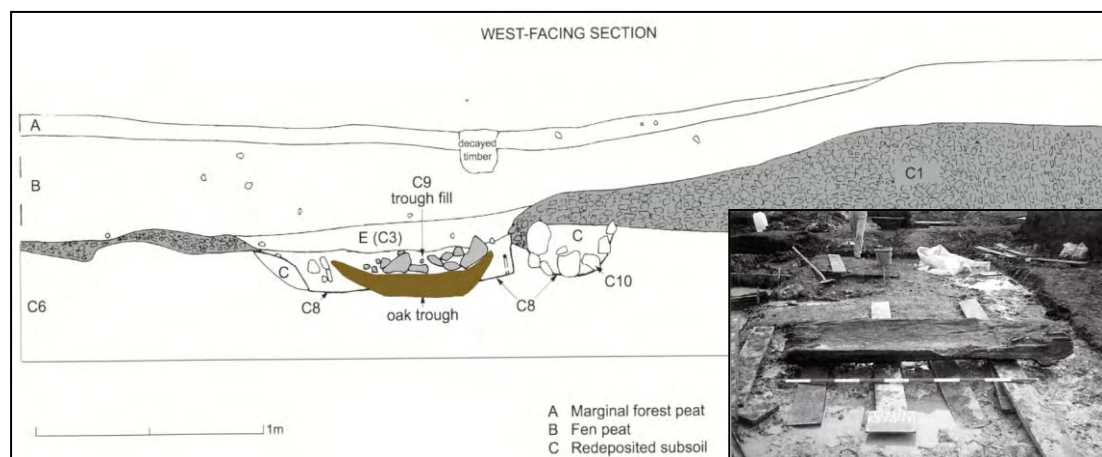 WEST-FACING SECTION
A
decayed
timber
B
C9
trough fill
C1
E (C3)
C
C
C10
C6
C8
C8
oak trough
1m
A Marginal forest peat
B Fen peat
C Redeposited subsoil